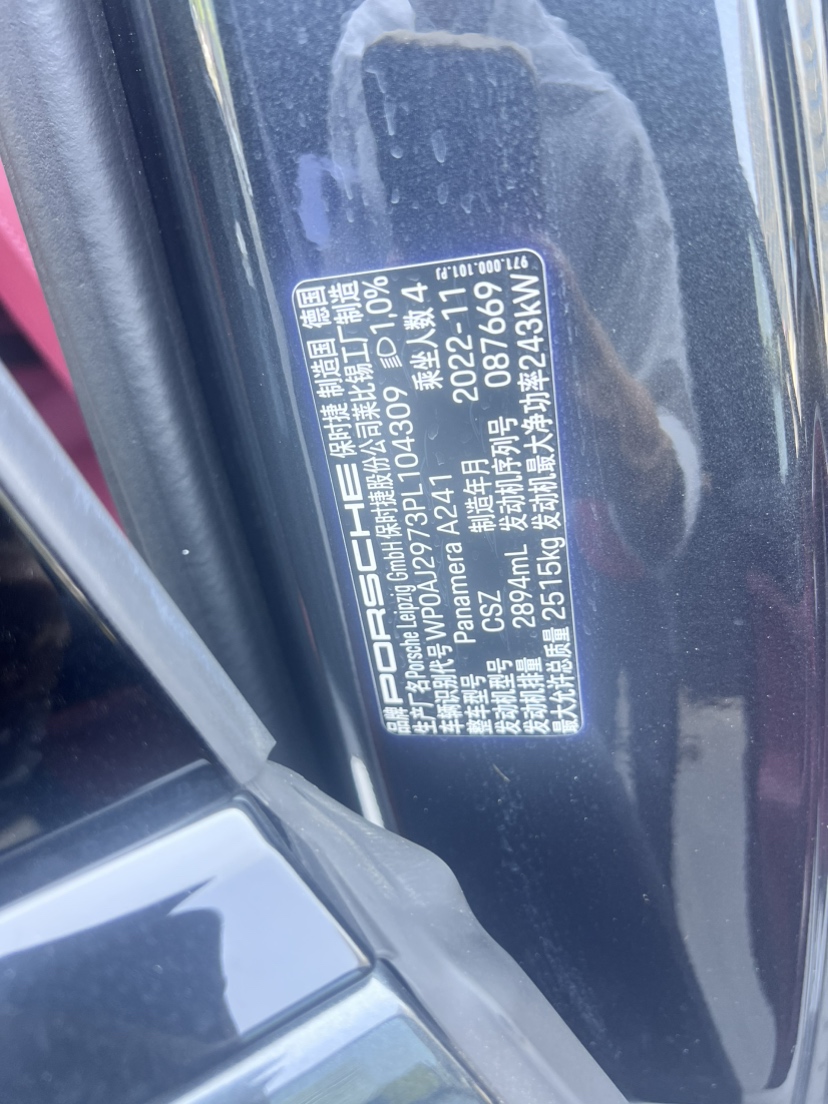 971.000.101.PJ
品牌 PORSCHE 保时捷 制造国 德国
生产厂名 Porsche Leipzig GmbH 保时捷股份公司莱比锡工厂制造
车辆识别代号 WP0AJ2973PL104309 1,0%
整车型号 Panamera A241 乘坐人数 4
发动机型号 CSZ 制造年月 2022-11
发动机排量 2894mL 发动机序列号 087669
最大允许总质量 2515kg 发动机最大净功率 243kW